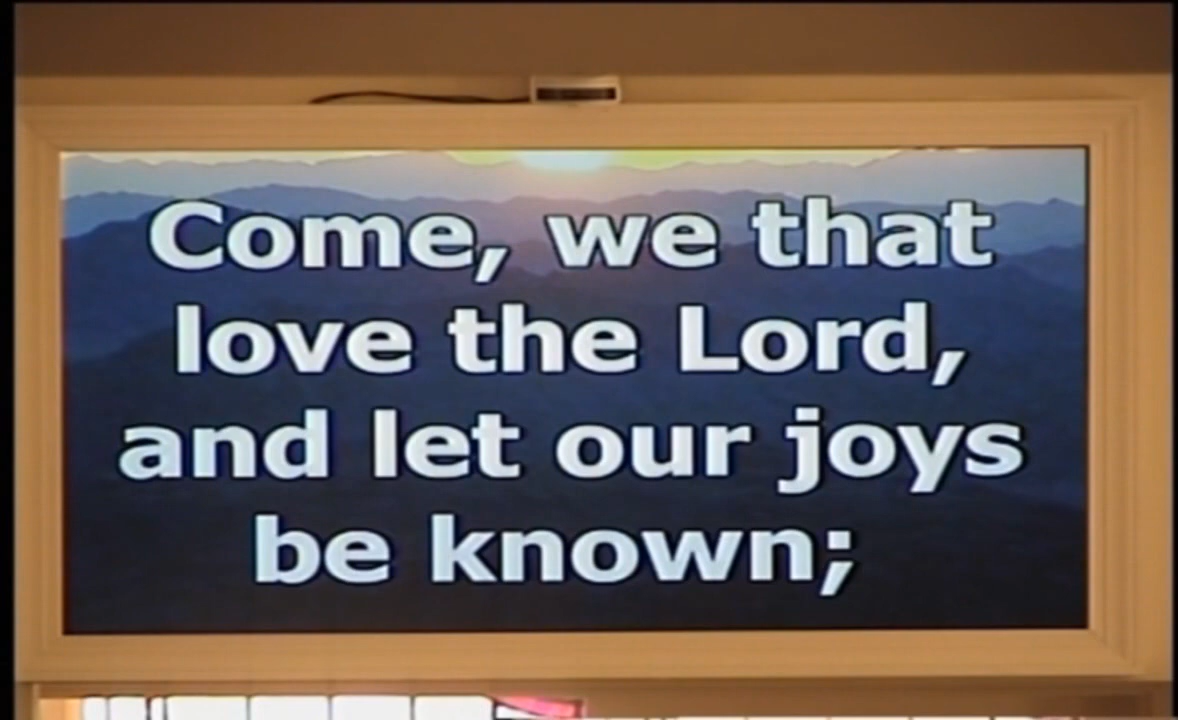 Come, we that
love the Lord,
and let our joys
be known;